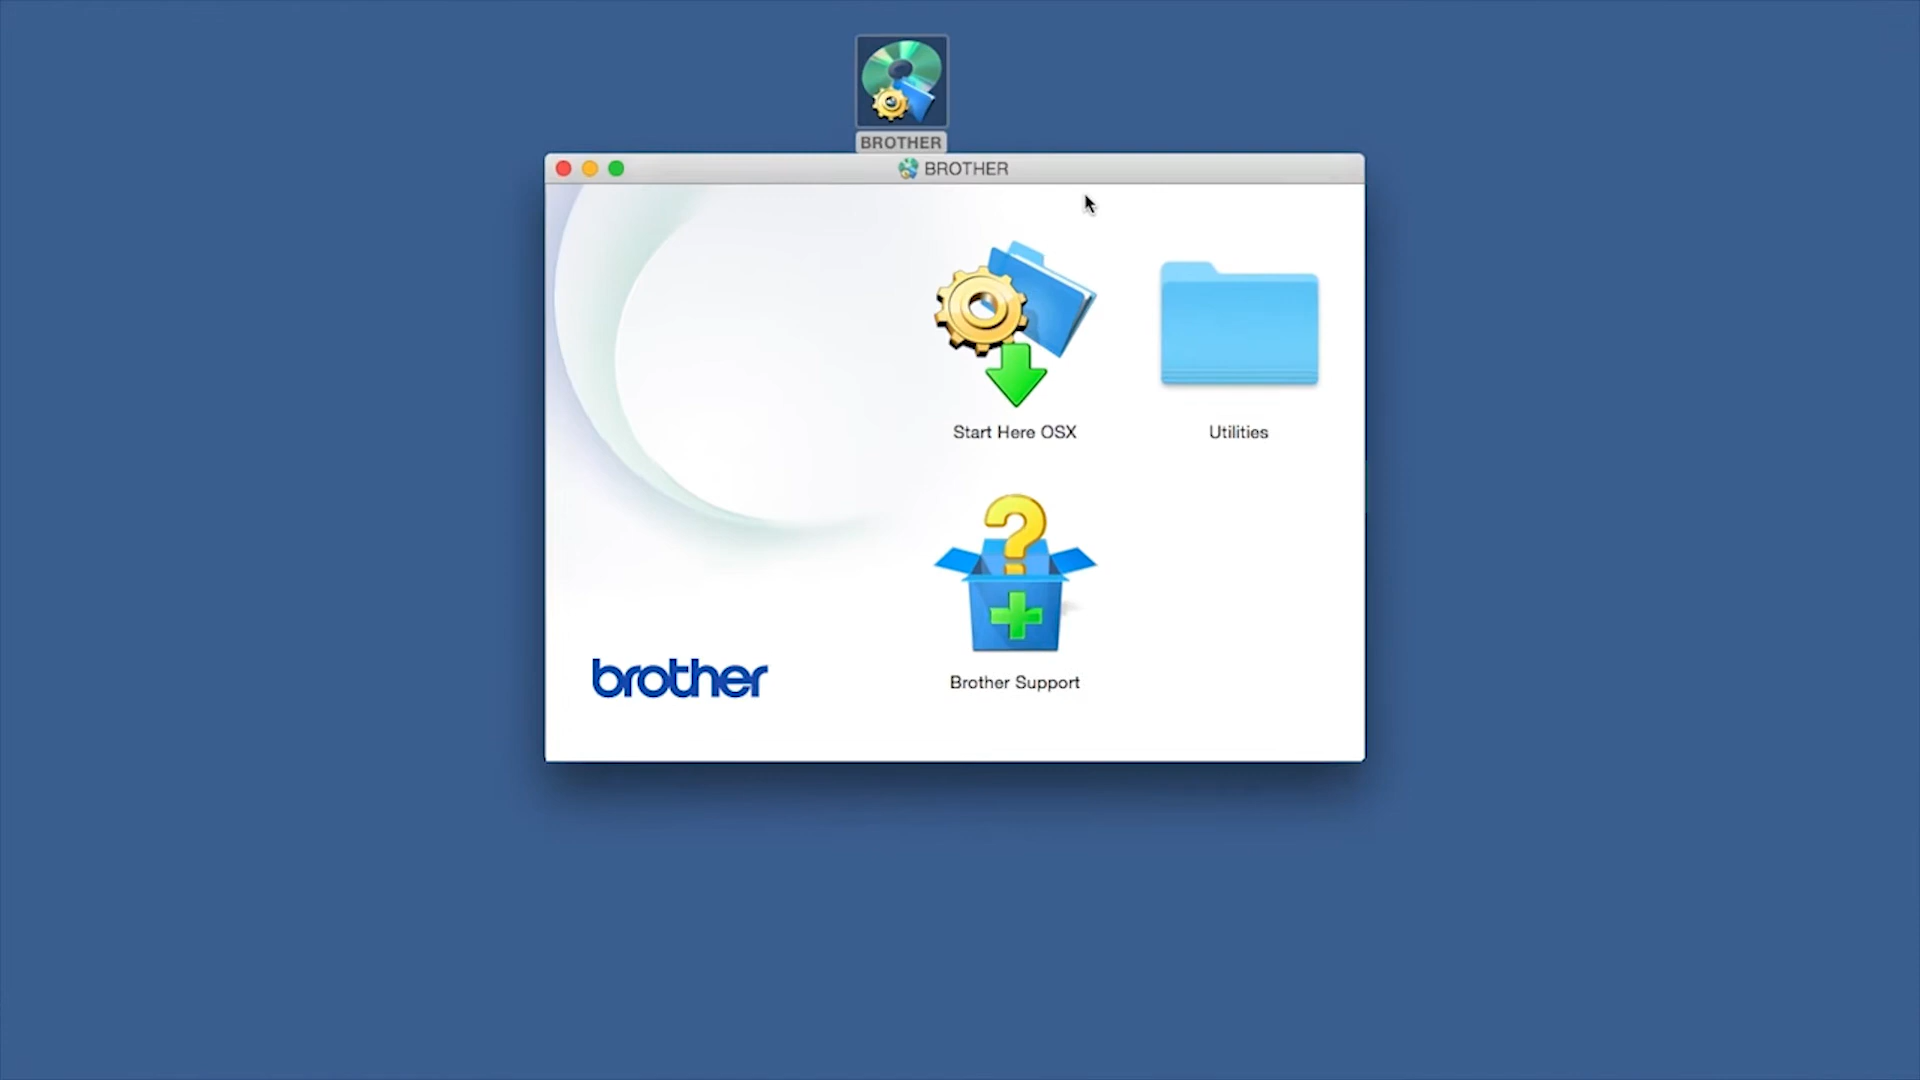 BROTHER
BROTHER
Start Here OSX
Utilities
Brother Support
brother